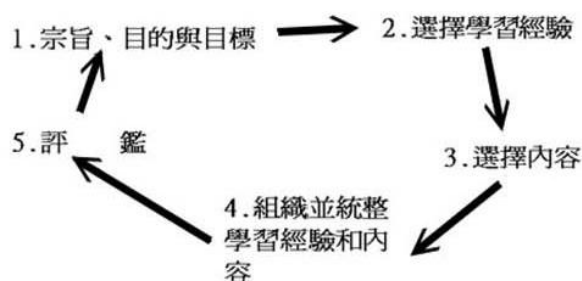 1.宗旨、目的與目標
2.選擇學習經驗
3.選擇內容
4.組織並統整
學習經驗和內
容
5.評 鑑